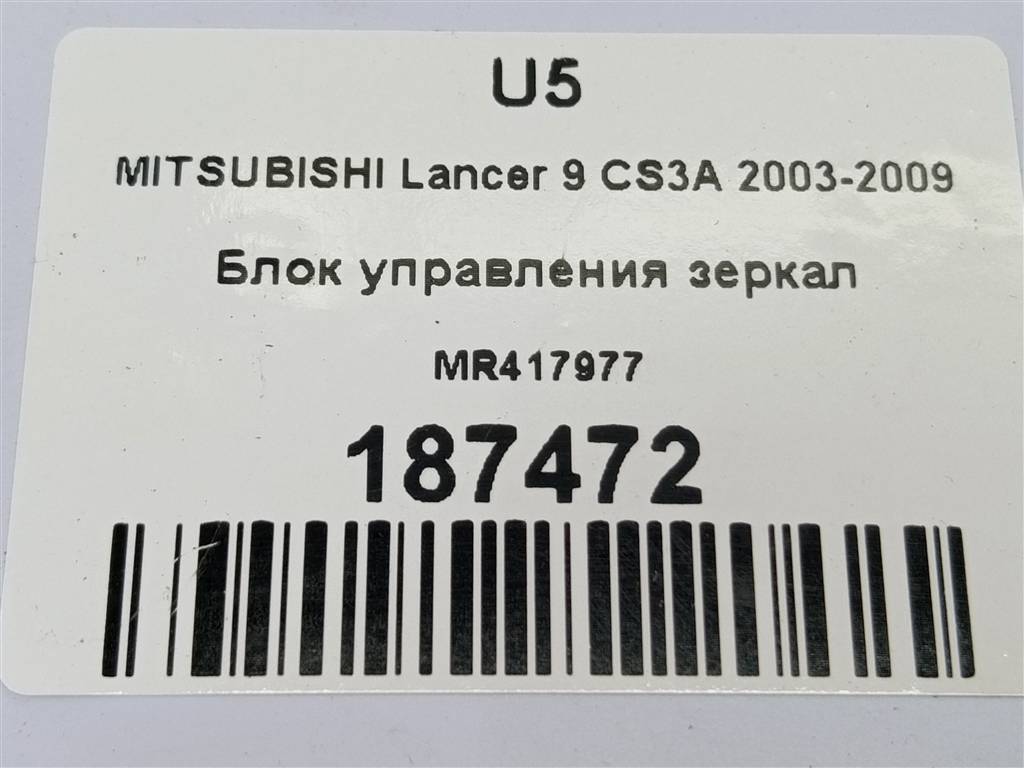 U5
MITSUBISHI Lancer 9 CS3A 2003-2009
Блок управления зеркал
MR417977
187472